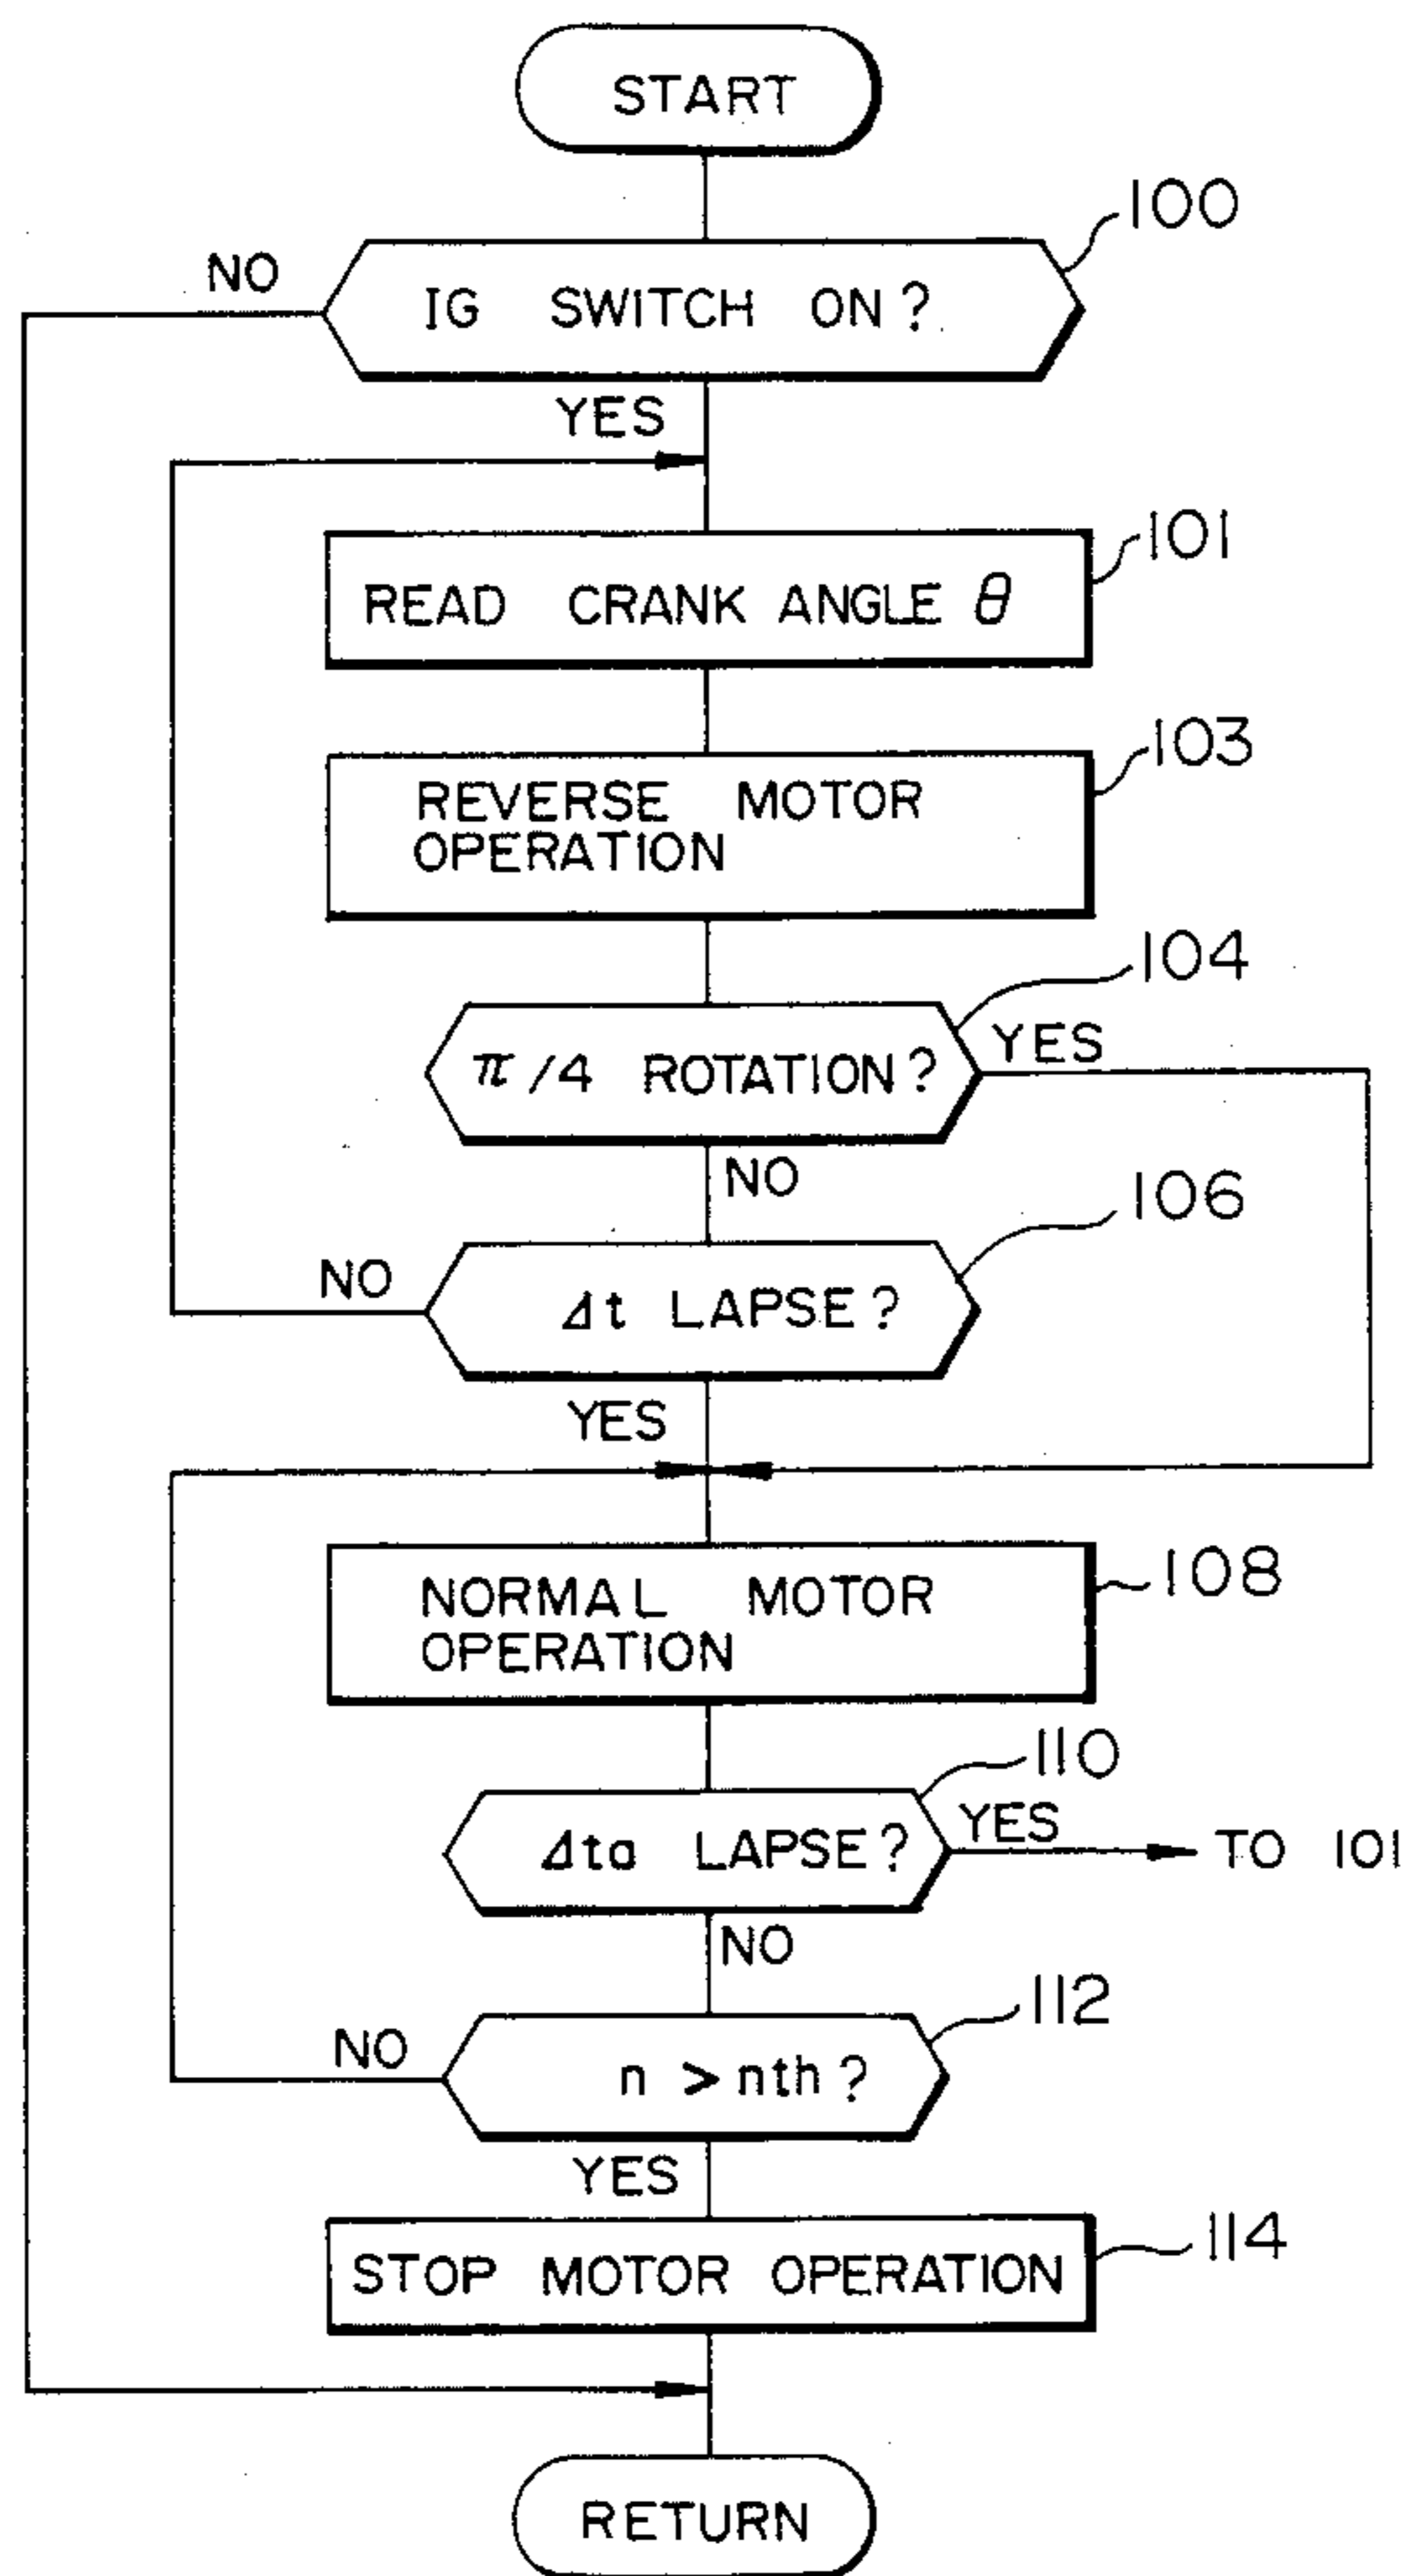 START
100
NO
IG SWITCH ON?
YES
101
READ CRANK ANGLE θ
103
REVERSE MOTOR
OPERATION
104
YES
π/4 ROTATION?
NO
106
NO
Δt LAPSE?
YES
108
NORMAL MOTOR
OPERATION
110
YES
Δta LAPSE?
TO 101
NO
112
NO
n > nth?
YES
114
STOP MOTOR OPERATION
RETURN